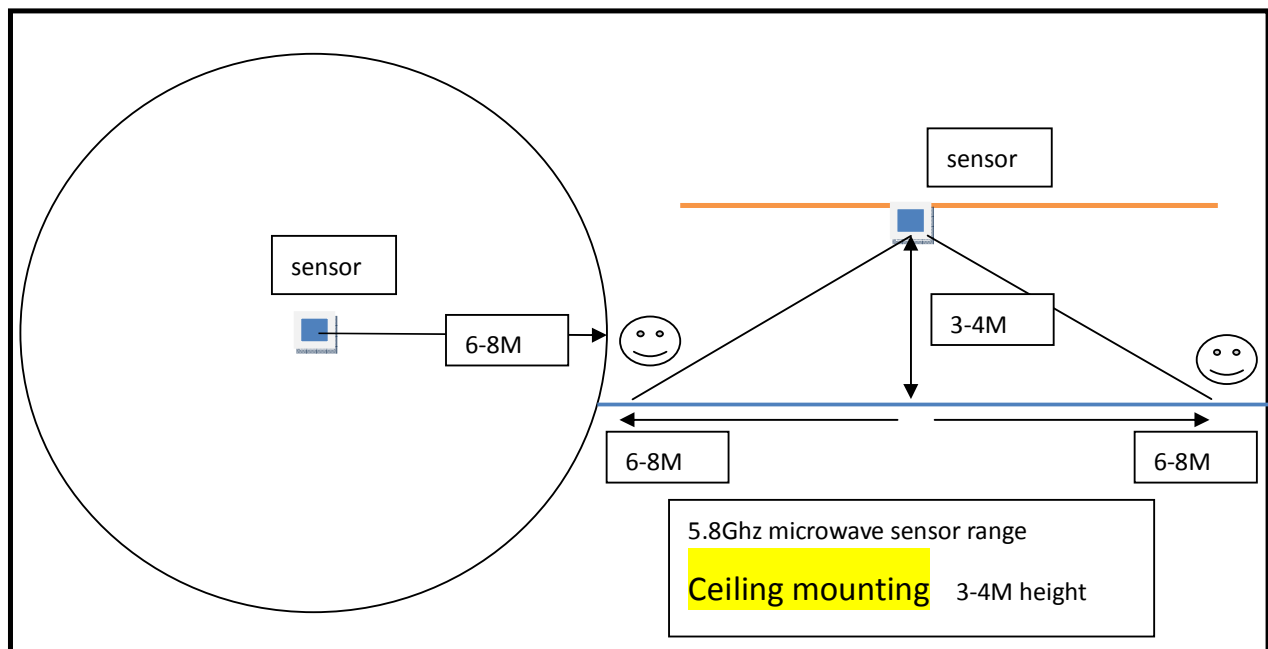 sensor
6-8M
sensor
3-4M
6-8M
6-8M
5.8Ghz microwave sensor range
Ceiling mounting 3-4M height